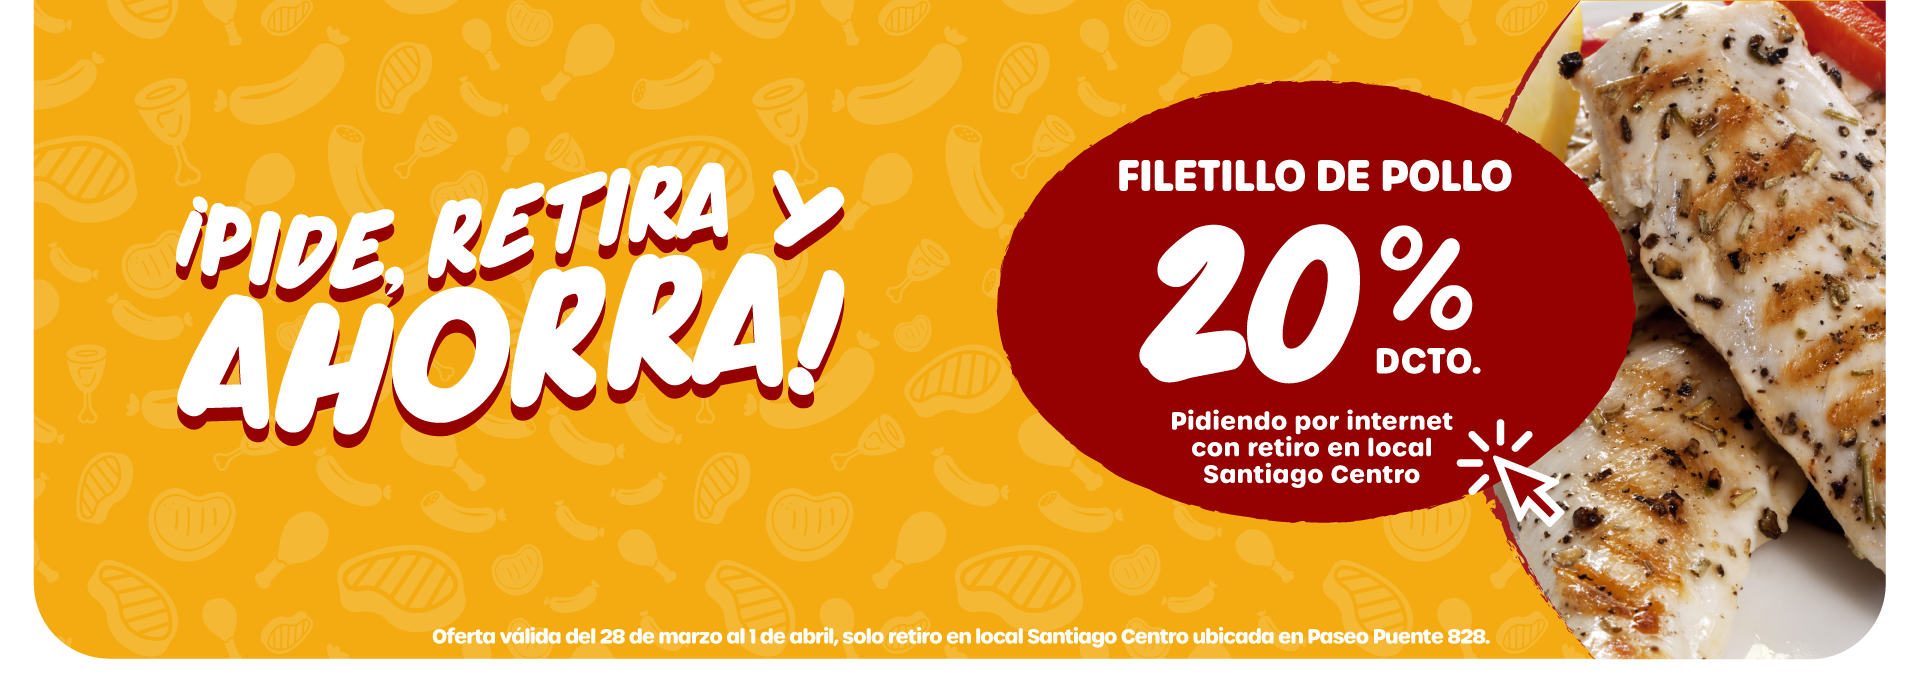 ¡PIDE, RETIRA Y
AHORRA!
FILETILLO DE POLLO
20%
DCTO.
Pidiendo por internet
con retiro en local
Santiago Centro
Oferta válida del 28 de marzo al 1 de abril, solo retiro en local Santiago Centro ubicada en Paseo Puente 828.